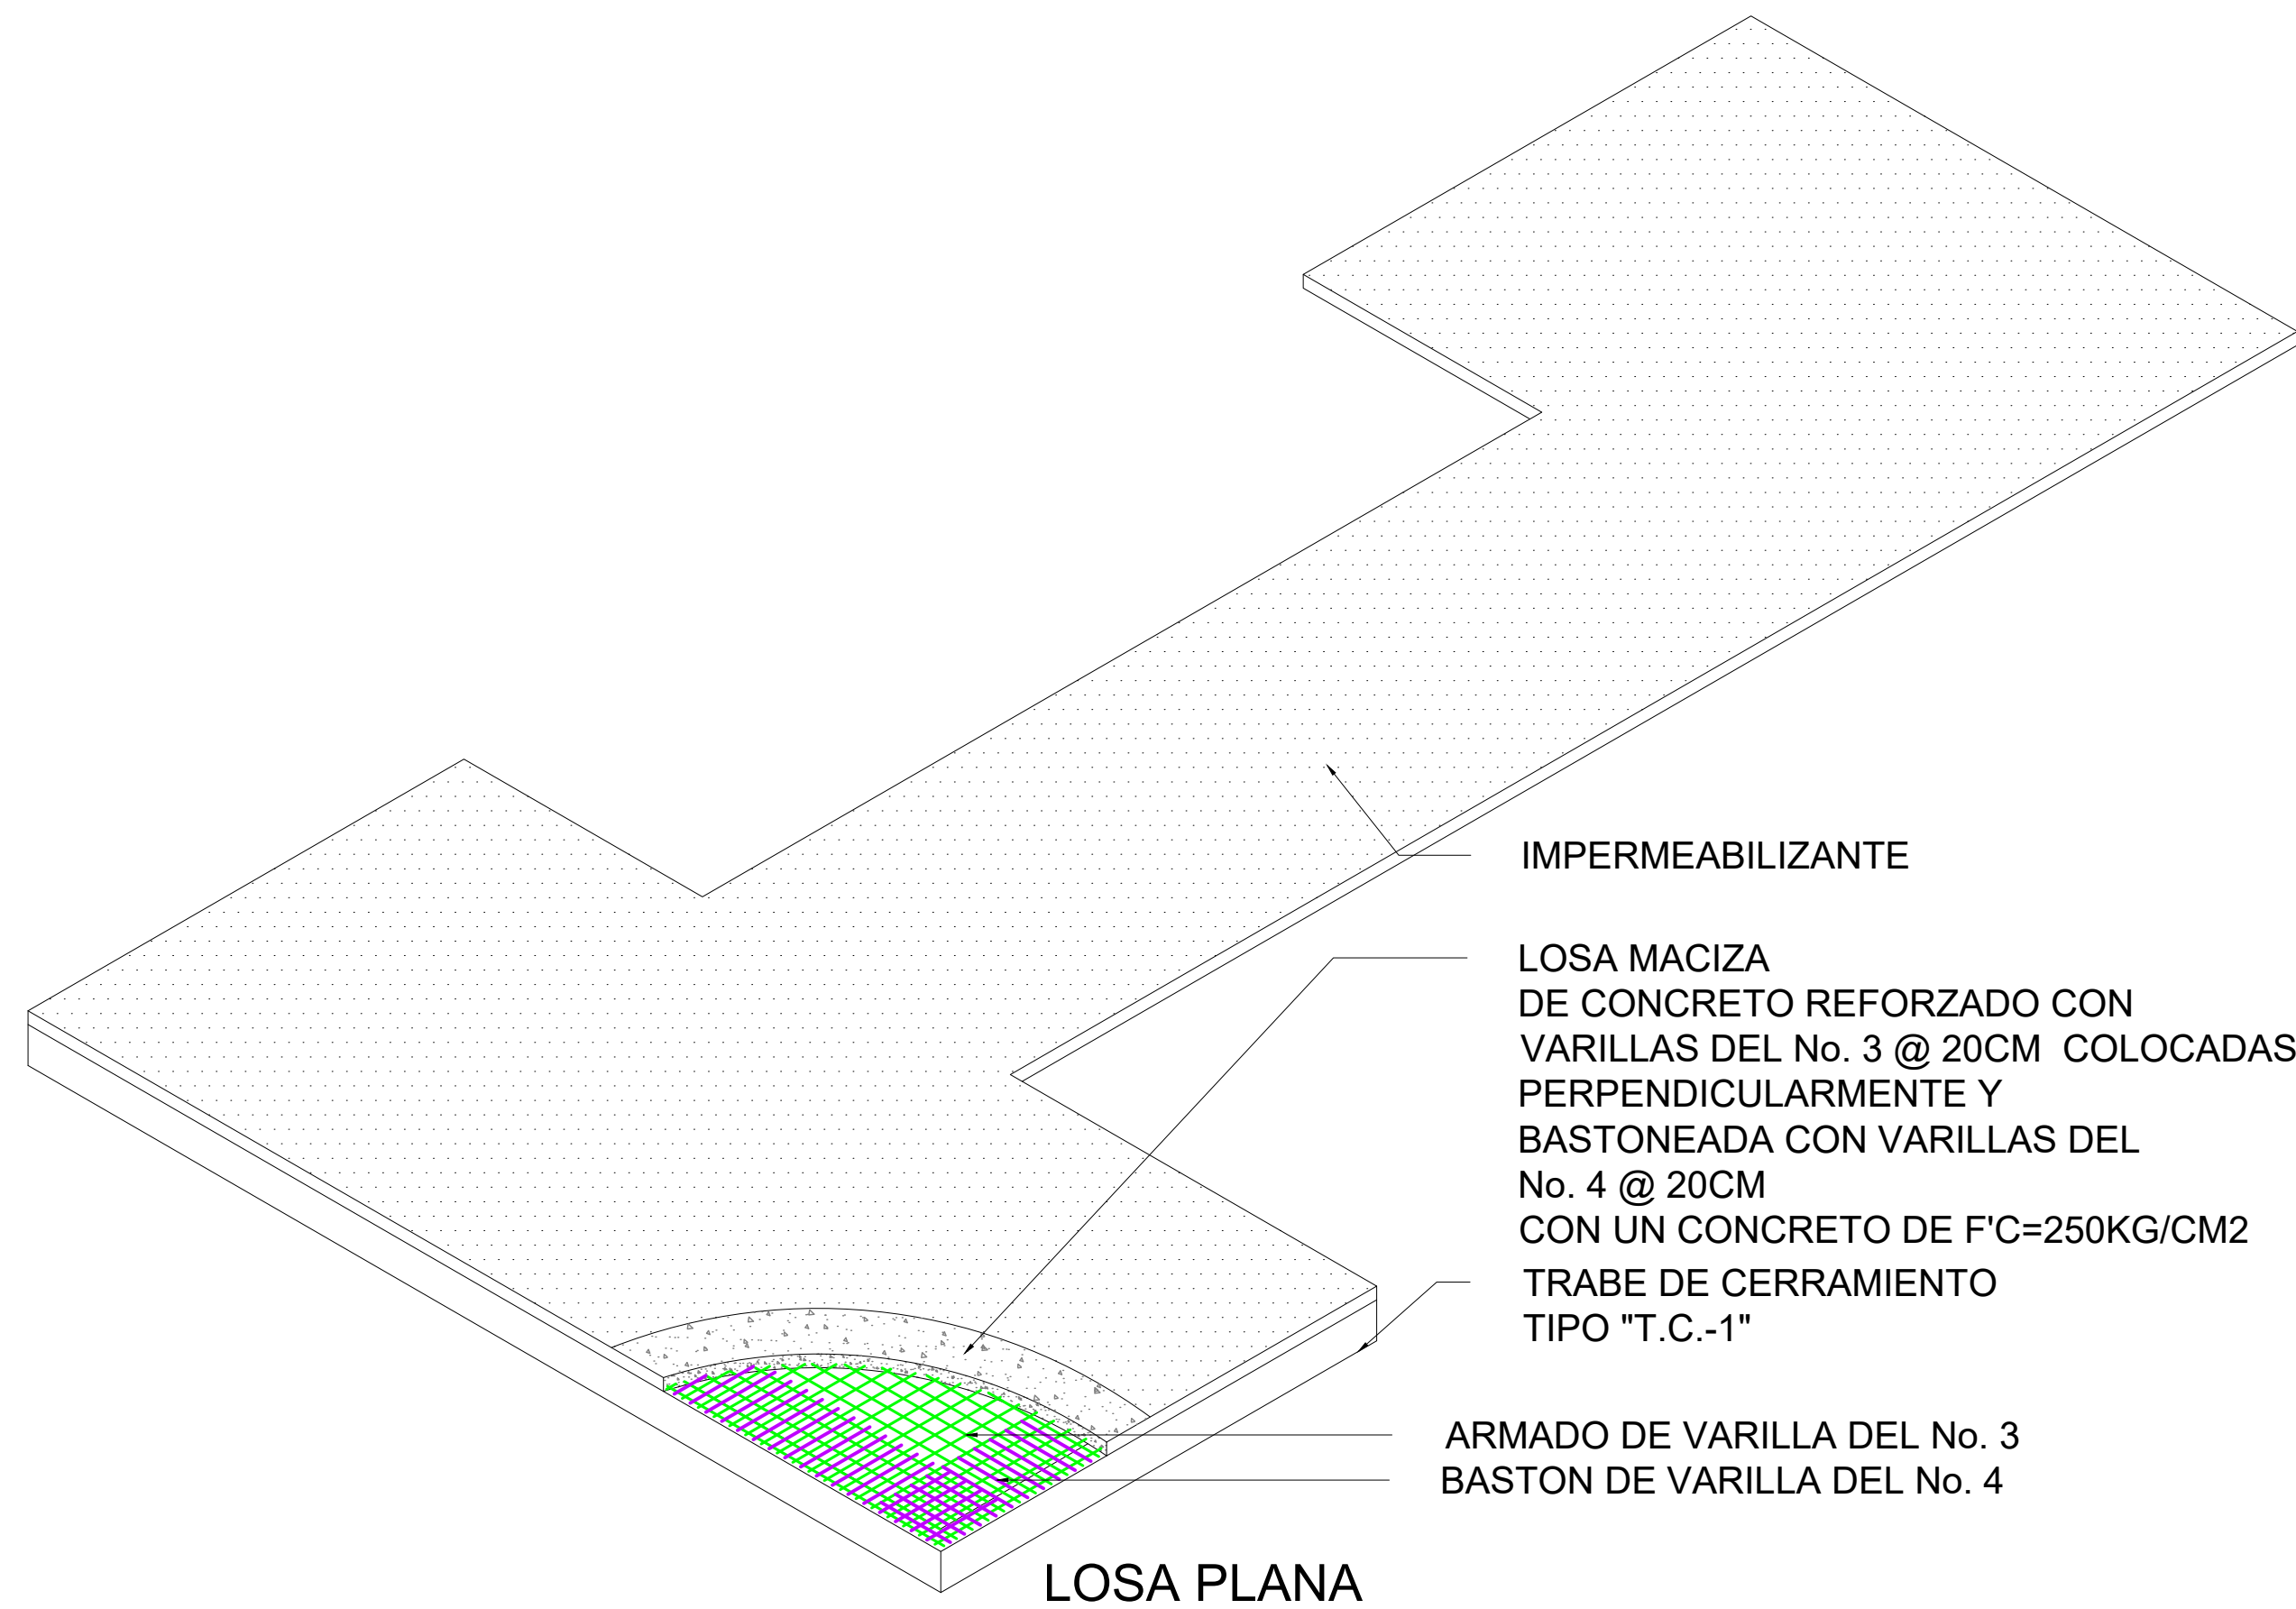 IMPERMEABILIZANTE
LOSA MACIZA
DE CONCRETO REFORZADO CON
VARILLAS DEL No. 3 @ 20CM COLOCADAS
PERPENDICULARMENTE Y
BASTONEADA CON VARILLAS DEL
No. 4 @ 20CM
CON UN CONCRETO DE F'C=250KG/CM2
TRABE DE CERRAMIENTO
TIPO "T.C.-1"
ARMADO DE VARILLA DEL No. 3
BASTON DE VARILLA DEL No. 4
LOSA PLANA